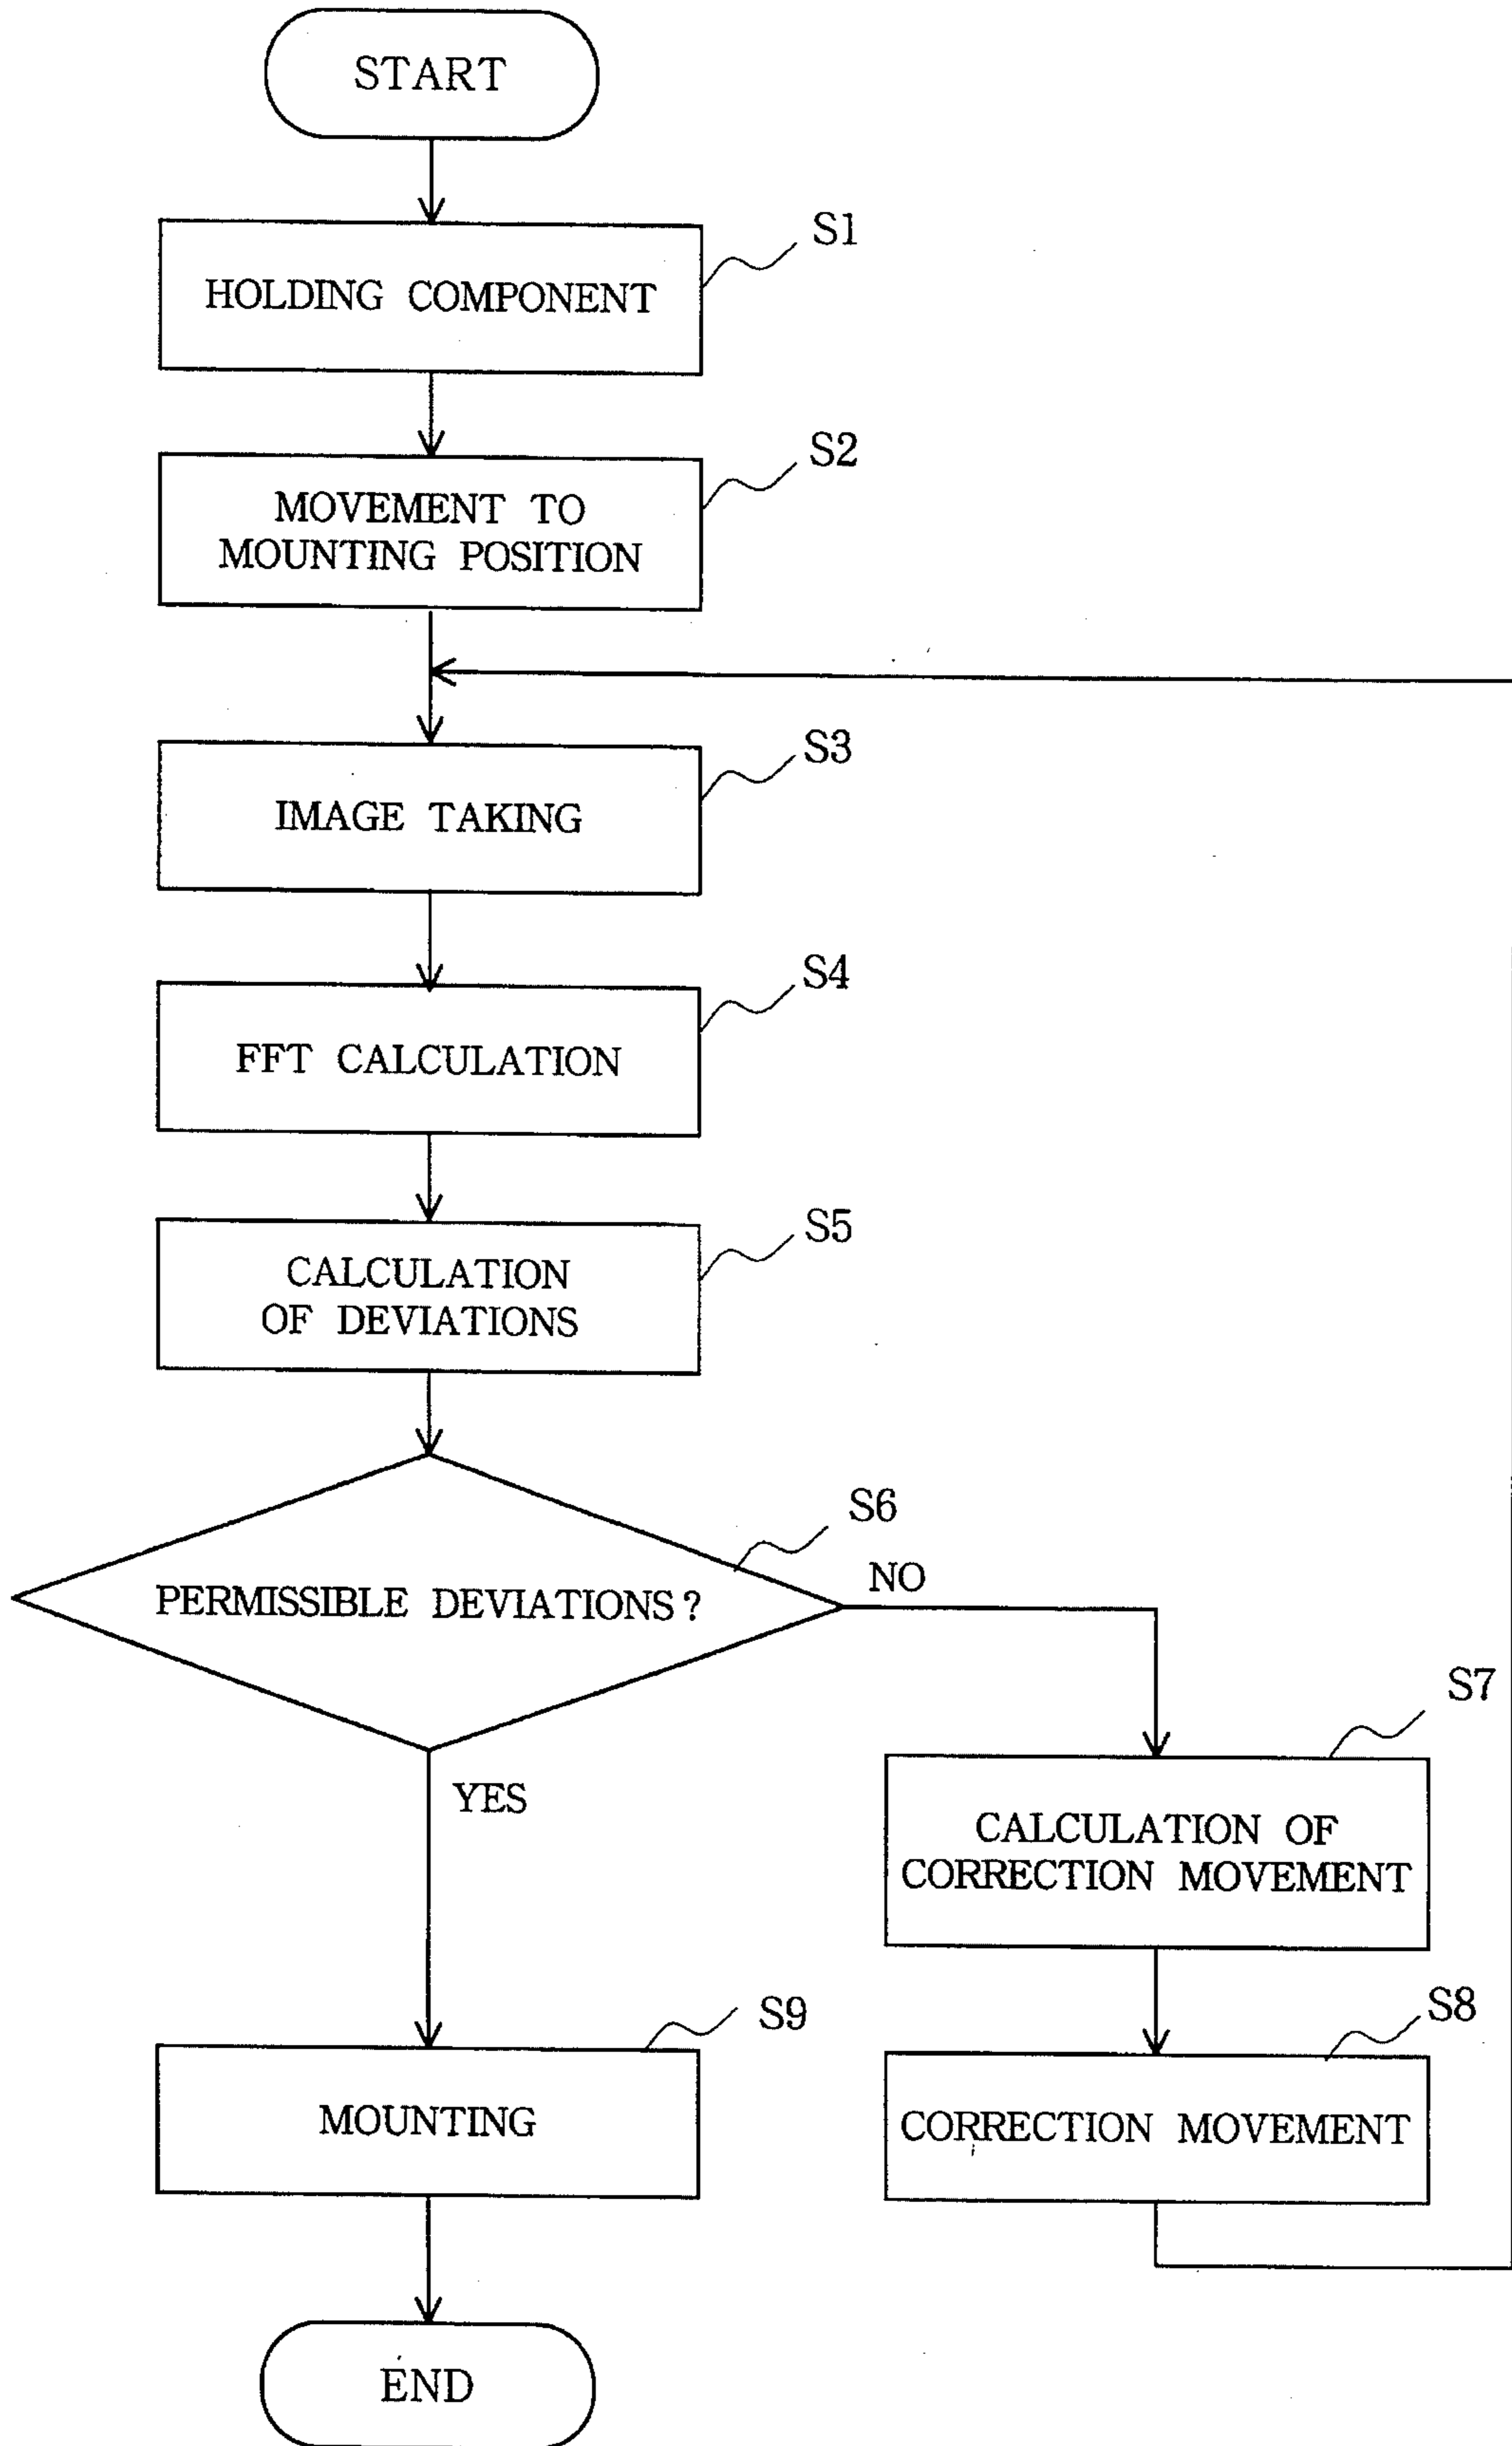 START
S1
HOLDING COMPONENT
S2
MOVEMENT TO
MOUNTING POSITION
S3
IMAGE TAKING
S4
FFT CALCULATION
S5
CALCULATION
OF DEVIATIONS
S6
PERMISSIBLE DEVIATIONS?
NO
YES
S7
CALCULATION OF
CORRECTION MOVEMENT
S8
CORRECTION MOVEMENT
S9
MOUNTING
END